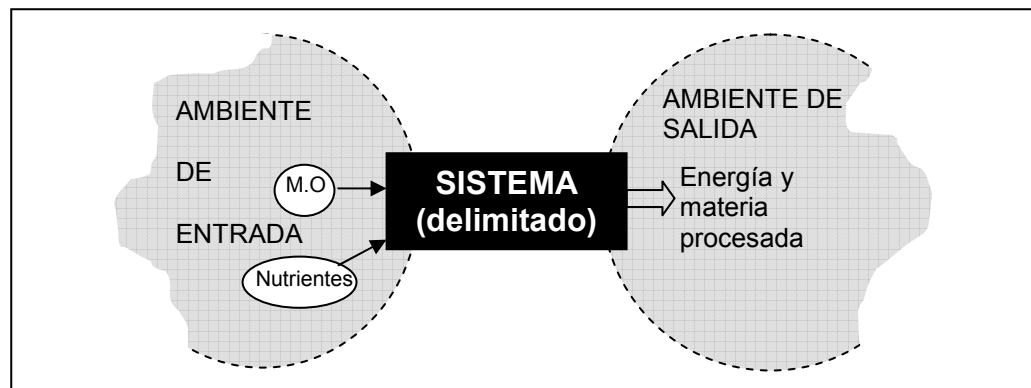 AMBIENTE
DE
ENTRADA
M.O
Nutrientes
SISTEMA
(delimitado)
AMBIENTE DE
SALIDA
Energía y
materia
procesada